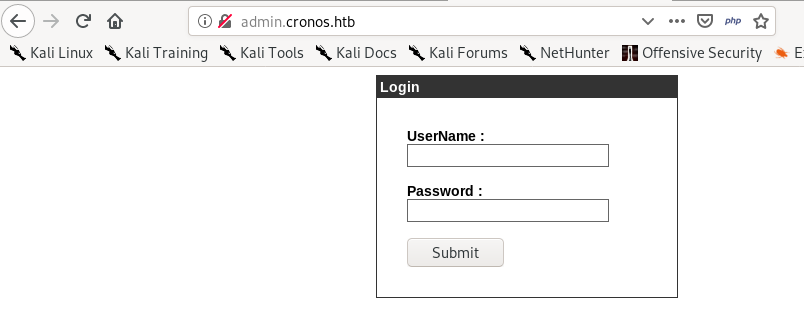 admin.cronos.htb php
Kali Linux Kali Training Kali Tools Kali Docs Kali Forums NetHunter Offensive Security E
Login
UserName :
Password :
Submit